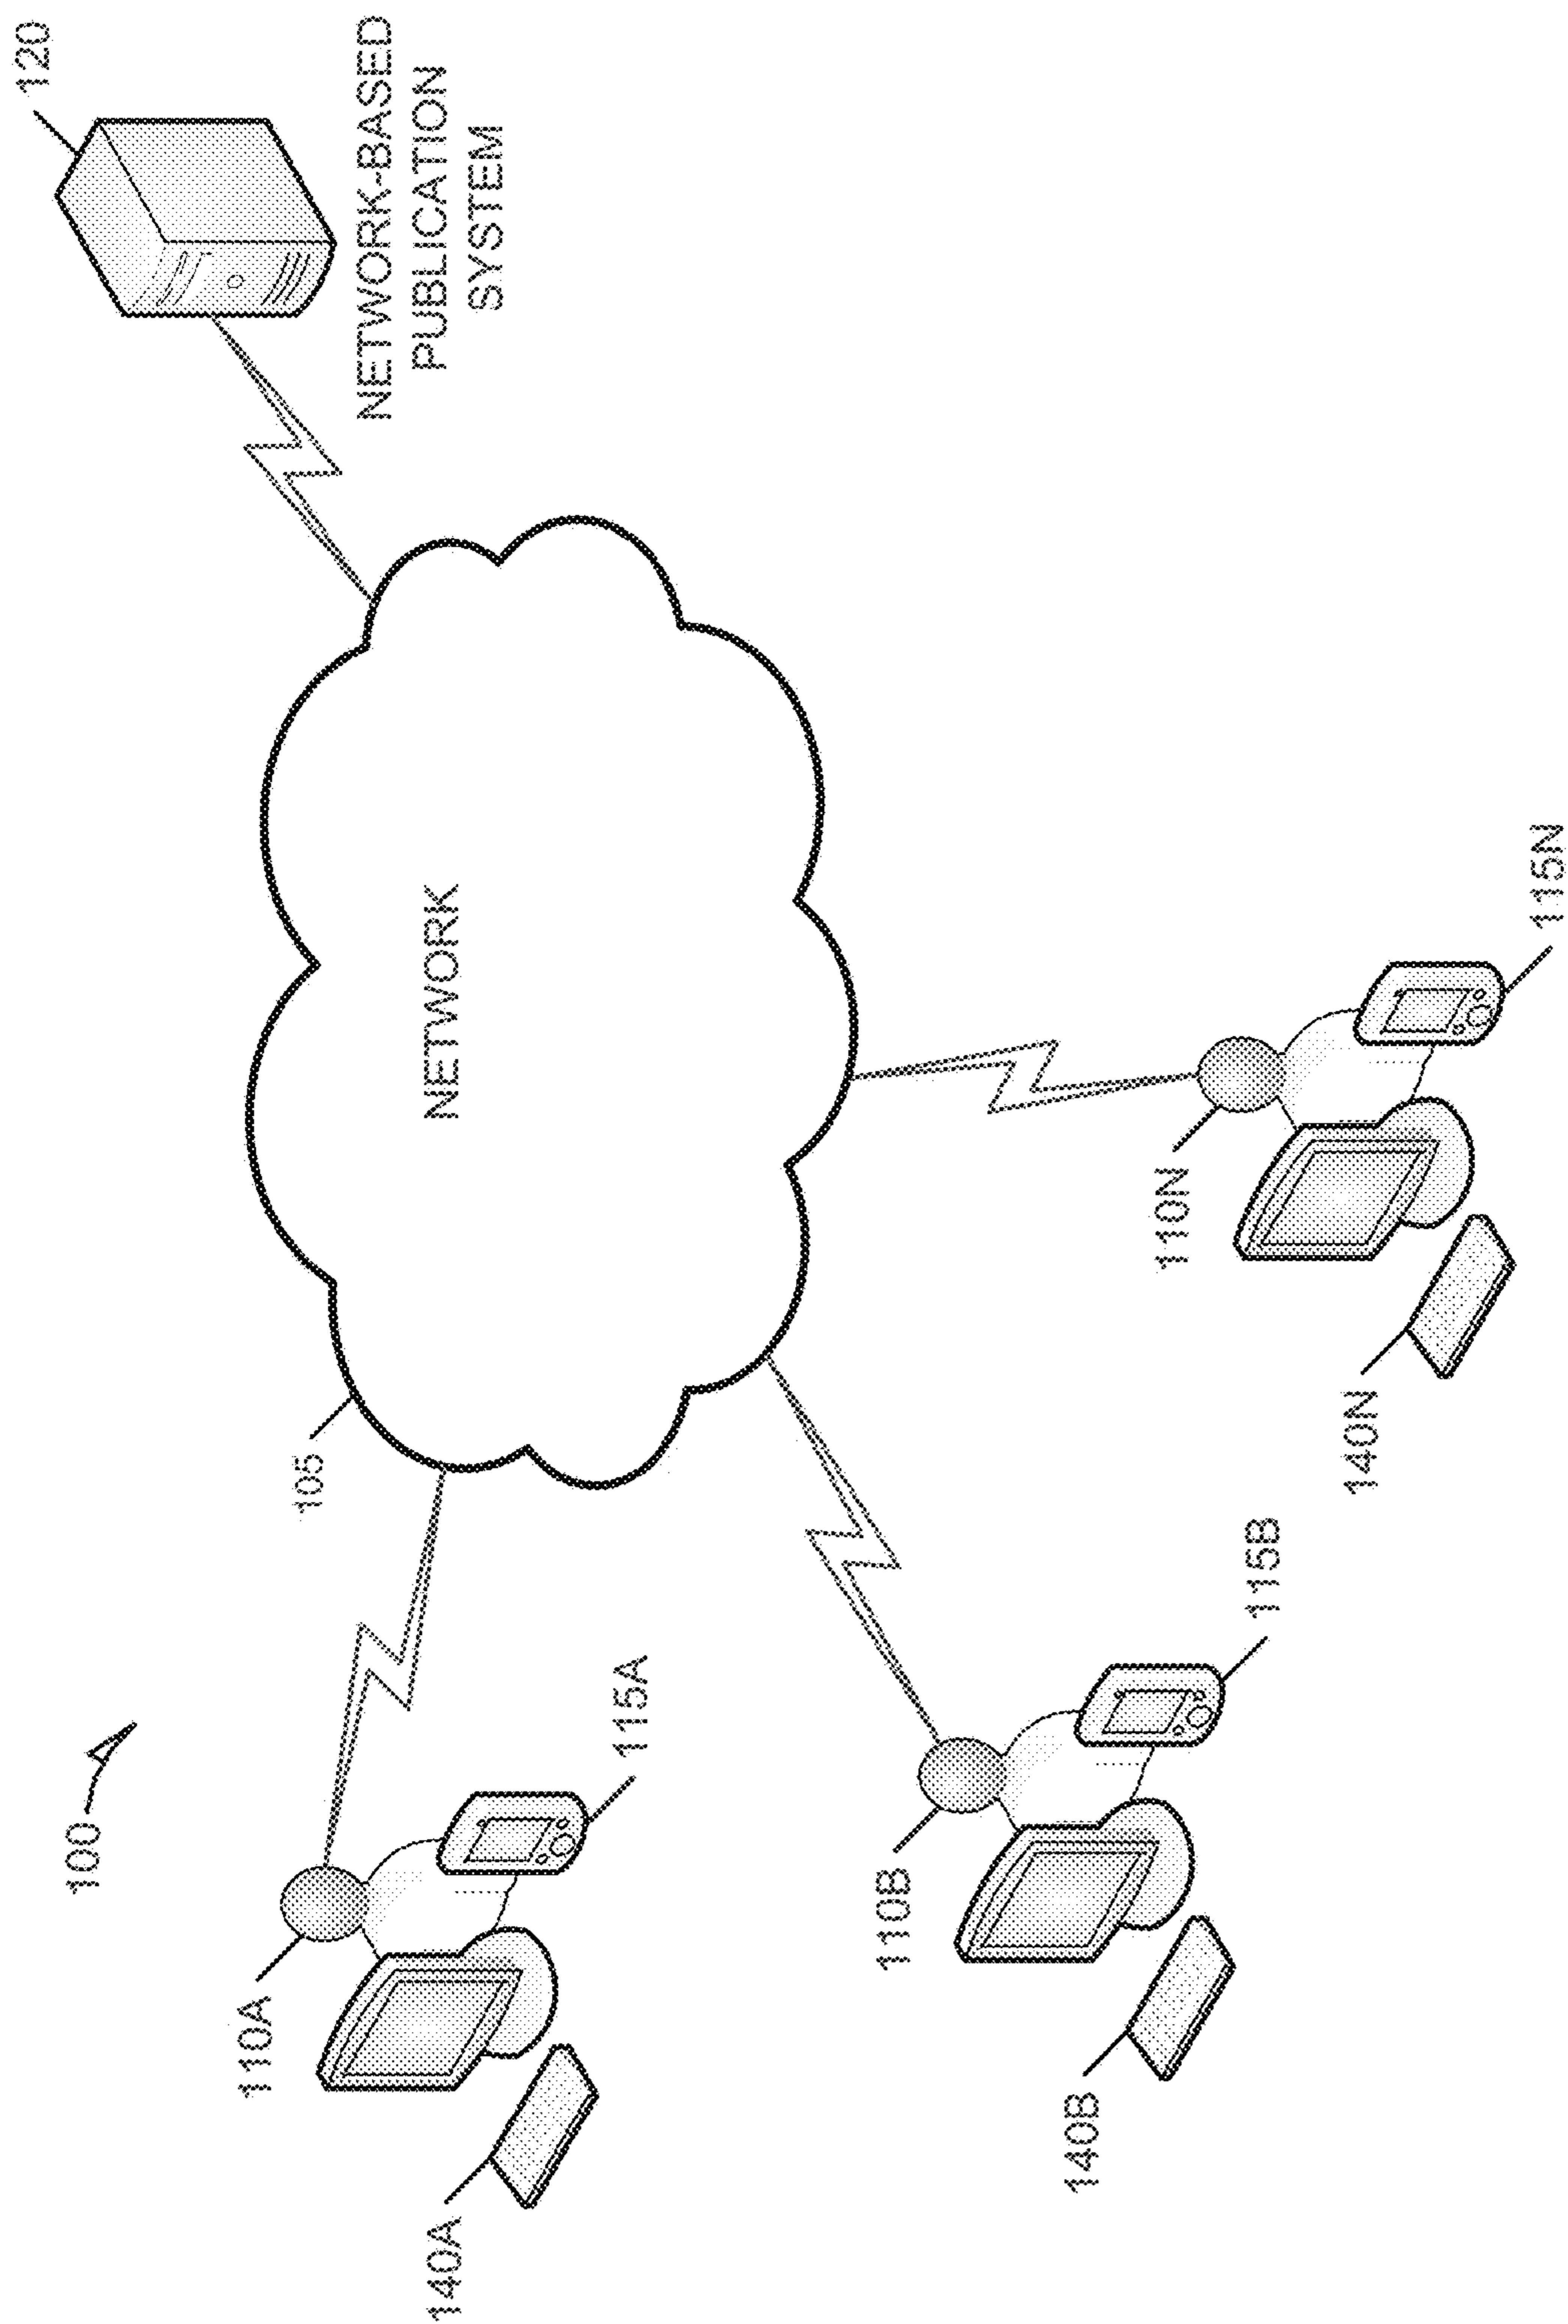 100
120
NETWORK-BASED
PUBLICATION
SYSTEM
105
NETWORK
110A
115A
140A
110B
115B
140B
110N
115N
140N